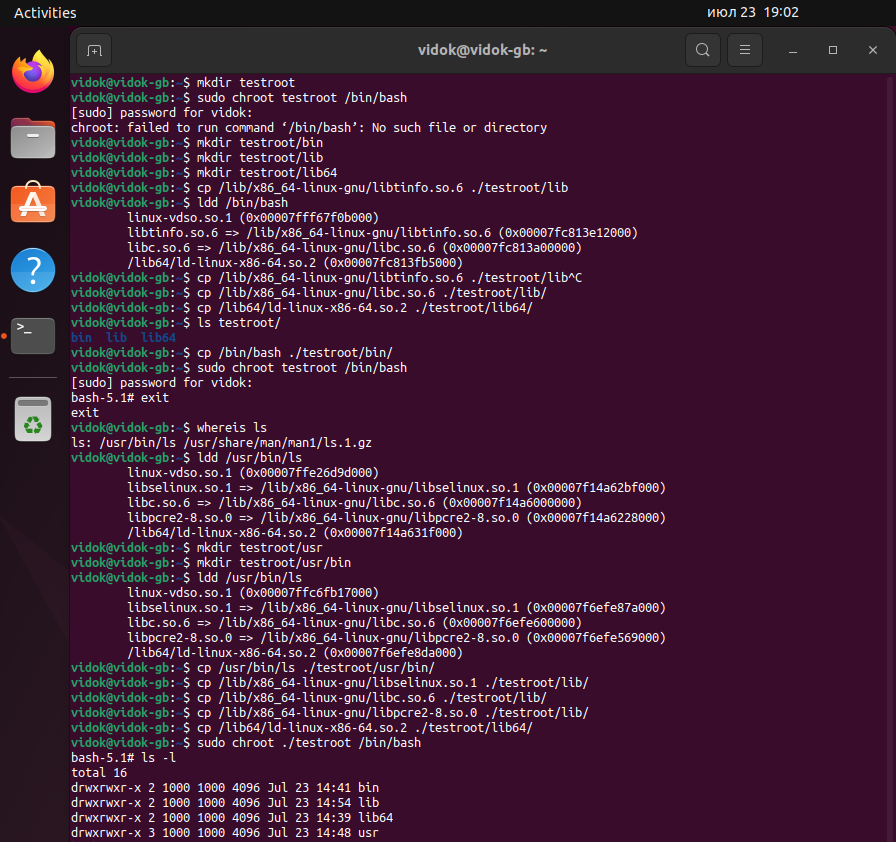 Activities
июл 23 19:02
vidok@vidok-gb: ~
vidok@vidok-gb:~$ mkdir testroot
vidok@vidok-gb:~$ sudo chroot testroot /bin/bash
[sudo] password for vidok:
chroot: failed to run command ‘/bin/bash’: No such file or directory
vidok@vidok-gb:~$ mkdir testroot/bin
vidok@vidok-gb:~$ mkdir testroot/lib
vidok@vidok-gb:~$ mkdir testroot/lib64
vidok@vidok-gb:~$ cp /lib/x86_64-linux-gnu/libtinfo.so.6 ./testroot/lib
vidok@vidok-gb:~$ ldd /bin/bash
linux-vdso.so.1 (0x00007fff67f0b000)
libtinfo.so.6 => /lib/x86_64-linux-gnu/libtinfo.so.6 (0x00007fc813e12000)
libc.so.6 => /lib/x86_64-linux-gnu/libc.so.6 (0x00007fc813a00000)
/lib64/ld-linux-x86-64.so.2 (0x00007fc813fb5000)
vidok@vidok-gb:~$ cp /lib/x86_64-linux-gnu/libtinfo.so.6 ./testroot/lib^C
vidok@vidok-gb:~$ cp /lib/x86_64-linux-gnu/libc.so.6 ./testroot/lib/
vidok@vidok-gb:~$ cp /lib64/ld-linux-x86-64.so.2 ./testroot/lib64/
vidok@vidok-gb:~$ ls testroot/
bin lib lib64
vidok@vidok-gb:~$ cp /bin/bash ./testroot/bin/
vidok@vidok-gb:~$ sudo chroot testroot /bin/bash
[sudo] password for vidok:
bash-5.1# exit
exit
vidok@vidok-gb:~$ whereis ls
ls: /usr/bin/ls /usr/share/man/man1/ls.1.gz
vidok@vidok-gb:~$ ldd /usr/bin/ls
linux-vdso.so.1 (0x00007ffe26d9d000)
libselinux.so.1 => /lib/x86_64-linux-gnu/libselinux.so.1 (0x00007f14a62bf000)
libc.so.6 => /lib/x86_64-linux-gnu/libc.so.6 (0x00007f14a6000000)
libpcre2-8.so.0 => /lib/x86_64-linux-gnu/libpcre2-8.so.0 (0x00007f14a6228000)
/lib64/ld-linux-x86-64.so.2 (0x00007f14a631f000)
vidok@vidok-gb:~$ mkdir testroot/usr
vidok@vidok-gb:~$ mkdir testroot/usr/bin
vidok@vidok-gb:~$ ldd /usr/bin/ls
linux-vdso.so.1 (0x00007ffc6fb17000)
libselinux.so.1 => /lib/x86_64-linux-gnu/libselinux.so.1 (0x00007f6efe87a000)
libc.so.6 => /lib/x86_64-linux-gnu/libc.so.6 (0x00007f6efe600000)
libpcre2-8.so.0 => /lib/x86_64-linux-gnu/libpcre2-8.so.0 (0x00007f6efe569000)
/lib64/ld-linux-x86-64.so.2 (0x00007f6efe8da000)
vidok@vidok-gb:~$ cp /usr/bin/ls ./testroot/usr/bin/
vidok@vidok-gb:~$ cp /lib/x86_64-linux-gnu/libselinux.so.1 ./testroot/lib/
vidok@vidok-gb:~$ cp /lib/x86_64-linux-gnu/libc.so.6 ./testroot/lib/
vidok@vidok-gb:~$ cp /lib/x86_64-linux-gnu/libpcre2-8.so.0 ./testroot/lib/
vidok@vidok-gb:~$ cp /lib64/ld-linux-x86-64.so.2 ./testroot/lib64/
vidok@vidok-gb:~$ sudo chroot ./testroot /bin/bash
bash-5.1# ls -l
total 16
drwxrwxr-x 2 1000 1000 4096 Jul 23 14:41 bin
drwxrwxr-x 2 1000 1000 4096 Jul 23 14:54 lib
drwxrwxr-x 2 1000 1000 4096 Jul 23 14:39 lib64
drwxrwxr-x 3 1000 1000 4096 Jul 23 14:48 usr